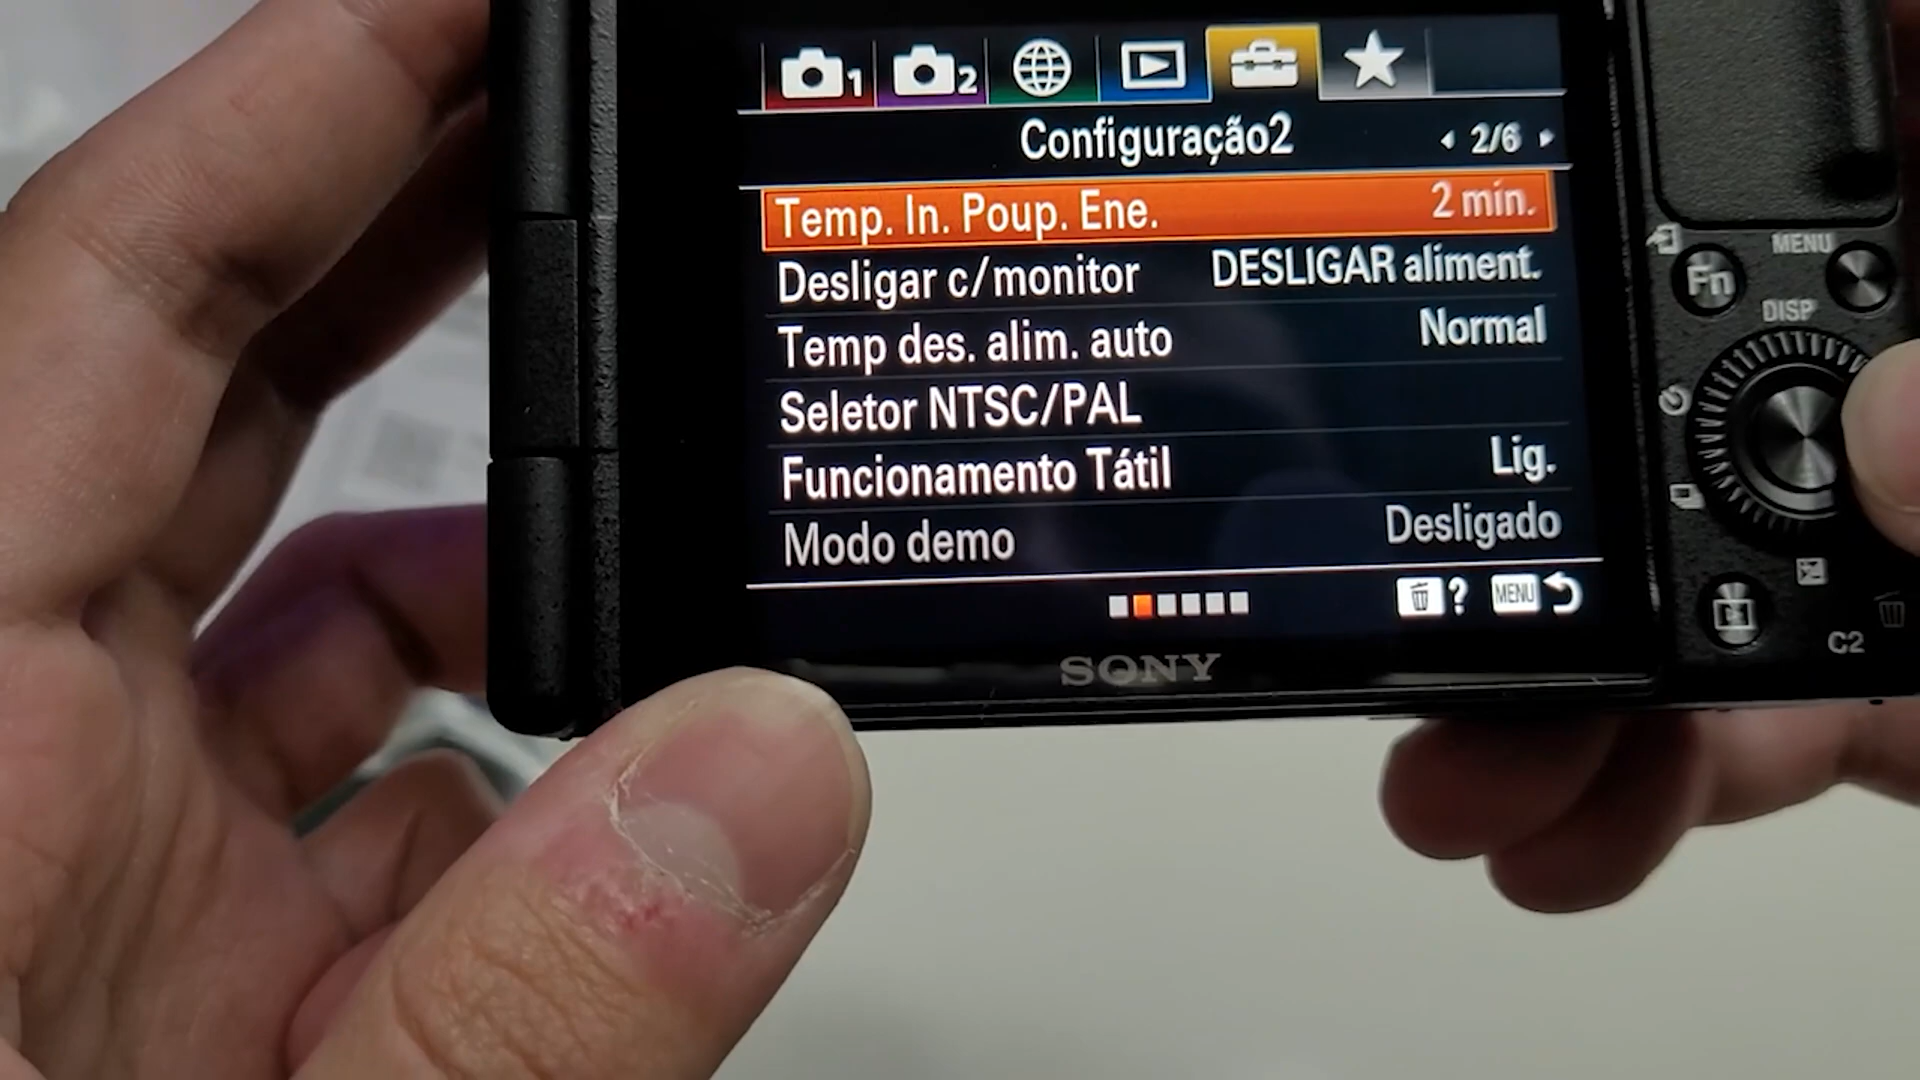 1 2
Configuração2 2/6
Temp. In. Poup. Ene. 2 min.
Desligar c/monitor DESLIGAR aliment.
Temp des. alim. auto Normal
Seletor NTSC/PAL
Funcionamento Tátil Lig.
Modo demo Desligado
? MENU
SONY
MENU
Fn
DISP
C2